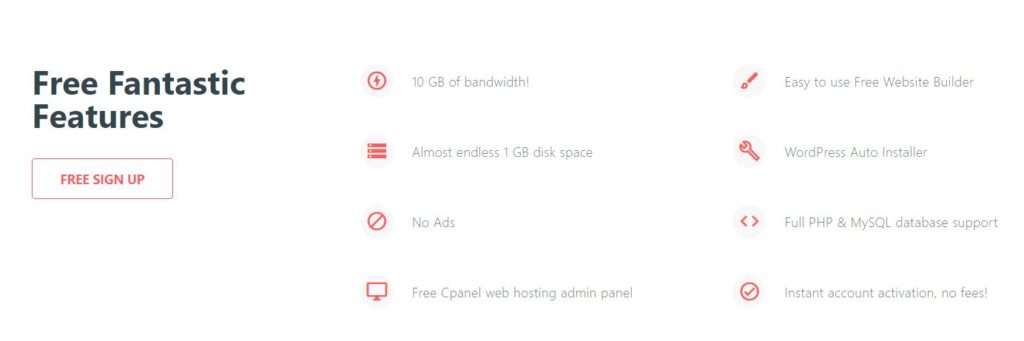 Free Fantastic
Features
FREE SIGN UP
10 GB of bandwidth!
Almost endless 1 GB disk space
No Ads
Free Cpanel web hosting admin panel
Easy to use Free Website Builder
WordPress Auto Installer
Full PHP & MySQL database support
Instant account activation, no fees!